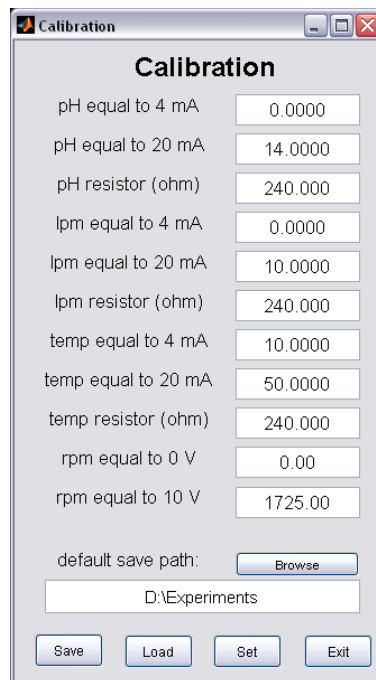 Calibration
Calibration
pH equal to 4 mA 0.0000
pH equal to 20 mA 14.0000
pH resistor (ohm) 240.000
lpm equal to 4 mA 0.0000
lpm equal to 20 mA 10.0000
lpm resistor (ohm) 240.000
temp equal to 4 mA 10.0000
temp equal to 20 mA 50.0000
temp resistor (ohm) 240.000
rpm equal to 0 V 0.00
rpm equal to 10 V 1725.00
default save path: Browse
D:\Experiments
Save Load Set Exit